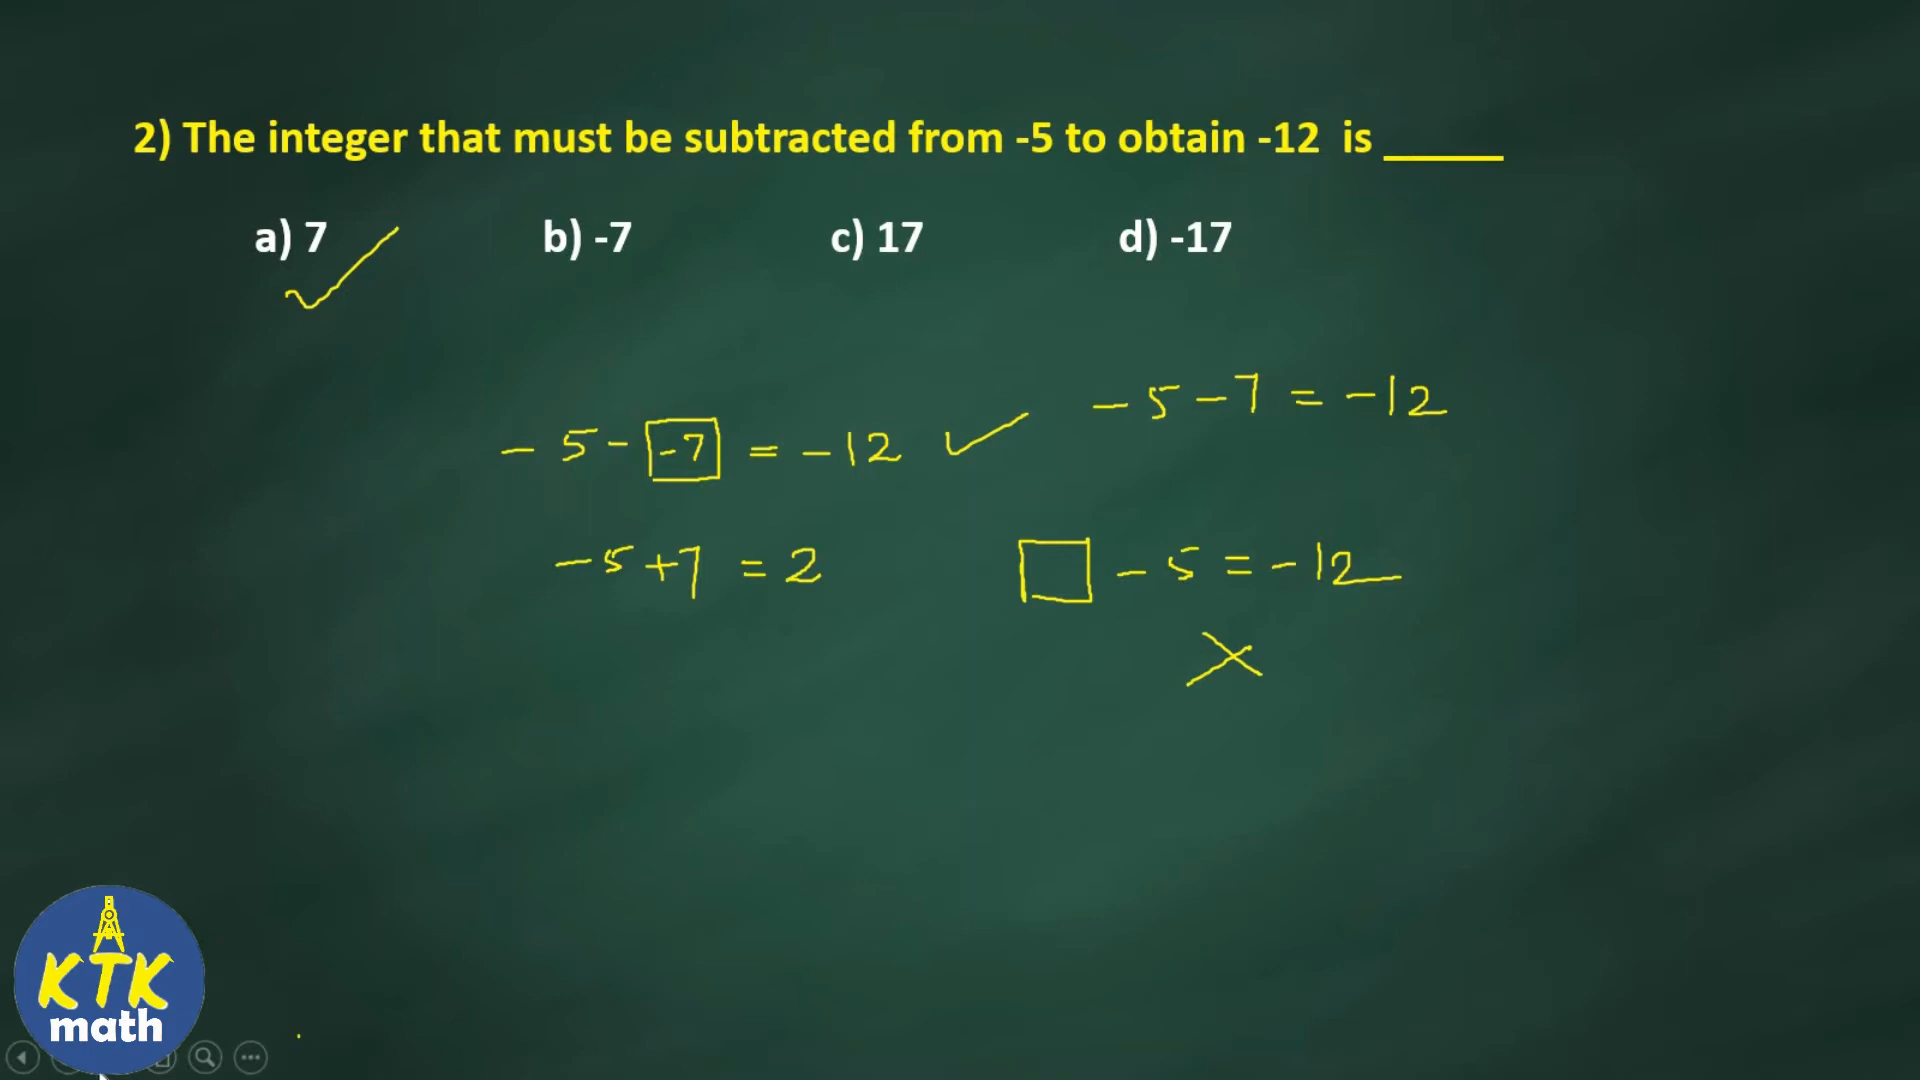 2) The integer that must be subtracted from -5 to obtain -12 is _____
a) 7 b) -7 c) 17 d) -17
-5-7 = -12
-5- -7 = -12
-5+7 = 2
-5 = -12
KTK
math